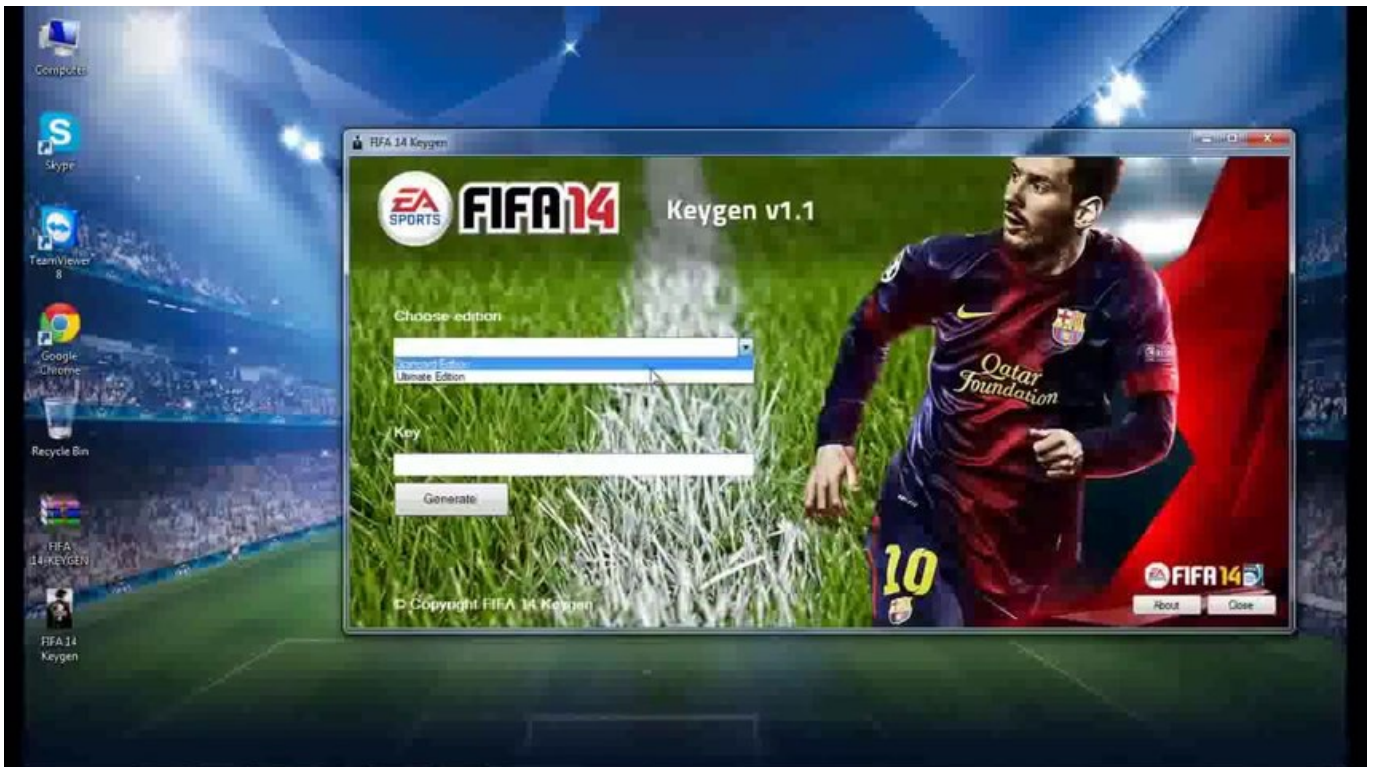 Computer
Skype
TeamViewer
8
Google
Chrome
Recycle Bin
FIFA
14-KEYGEN
FIFA 14
Keygen
FIFA 14 Keygen
EA
SPORTS
FIFA 14
Keygen v1.1
Choose edition
Standard Edition
Ultimate Edition
Key
Generate
© Copyright FIFA 14 Keygen
Qatar
Foundation
10
FIFA 14
About
Close